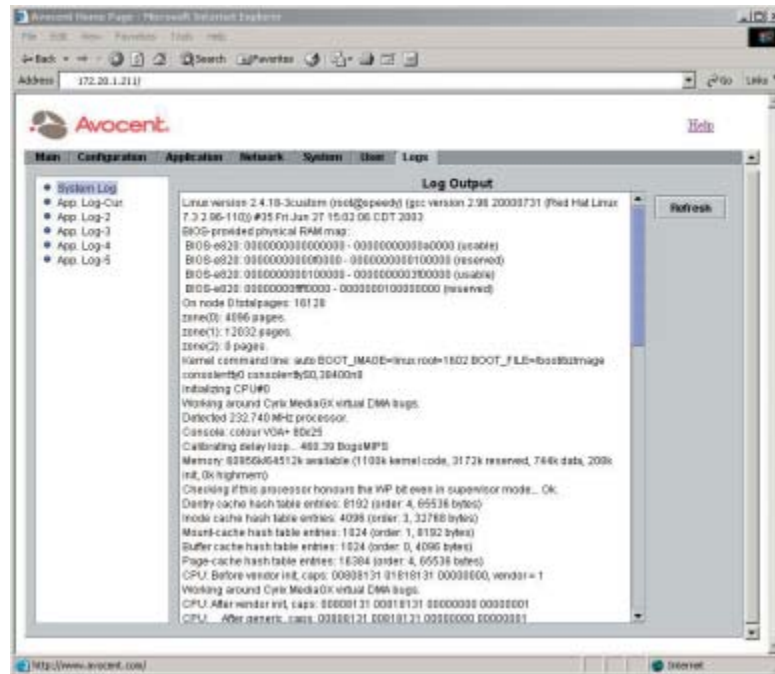 Avocent Home Page - Microsoft Internet Explorer
File Edit View Favorites Tools Help
Back Search Favorites
Address 172.20.1.211/ Go Links
Avocent.
Help
Main Configuration Application Network System User Logs
System Log
App. Log-Cur
App. Log-2
App. Log-3
App. Log-4
App. Log-5
Log Output
Refresh
Linux version 2.4.18-3custom (root@speedy) (gcc version 2.96 20000731 (Red Hat Linux
7.3 2.96-110)) #35 Fri Jun 27 15:02:06 CDT 2003
BIOS-provided physical RAM map:
BIOS-e820: 0000000000000000 - 00000000000a0000 (usable)
BIOS-e820: 00000000000f0000 - 0000000000100000 (reserved)
BIOS-e820: 0000000000100000 - 0000000003f00000 (usable)
BIOS-e820: 00000000ffff0000 - 0000000100000000 (reserved)
On node 0 totalpages: 16128
zone(0): 4096 pages.
zone(1): 12032 pages.
zone(2): 0 pages.
Kernel command line: auto BOOT_IMAGE=linux root=1602 BOOT_FILE=/boot/bzImage
console=tty0 console=ttyS0,38400n8
Initializing CPU#0
Working around Cyrix MediaGX virtual DMA bugs.
Detected 232.740 MHz processor.
Console: colour VGA+ 80x25
Calibrating delay loop... 460.39 BogoMIPS
Memory: 60956k/64512k available (1100k kernel code, 3172k reserved, 744k data, 208k
init, 0k highmem)
Checking if this processor honours the WP bit even in supervisor mode... Ok.
Dentry cache hash table entries: 8192 (order: 4, 65536 bytes)
Inode cache hash table entries: 4096 (order: 3, 32768 bytes)
Mount-cache hash table entries: 1024 (order: 1, 8192 bytes)
Buffer cache hash table entries: 1024 (order: 0, 4096 bytes)
Page-cache hash table entries: 16384 (order: 4, 65536 bytes)
CPU: Before vendor init, caps: 00808131 01818131 00000000, vendor = 1
Working around Cyrix MediaGX virtual DMA bugs.
CPU: After vendor init, caps: 00808131 00818131 00000000 00000001
CPU: After generic, caps: 00808131 00818131 00000000 00000001
http://www.avocent.com/
Internet